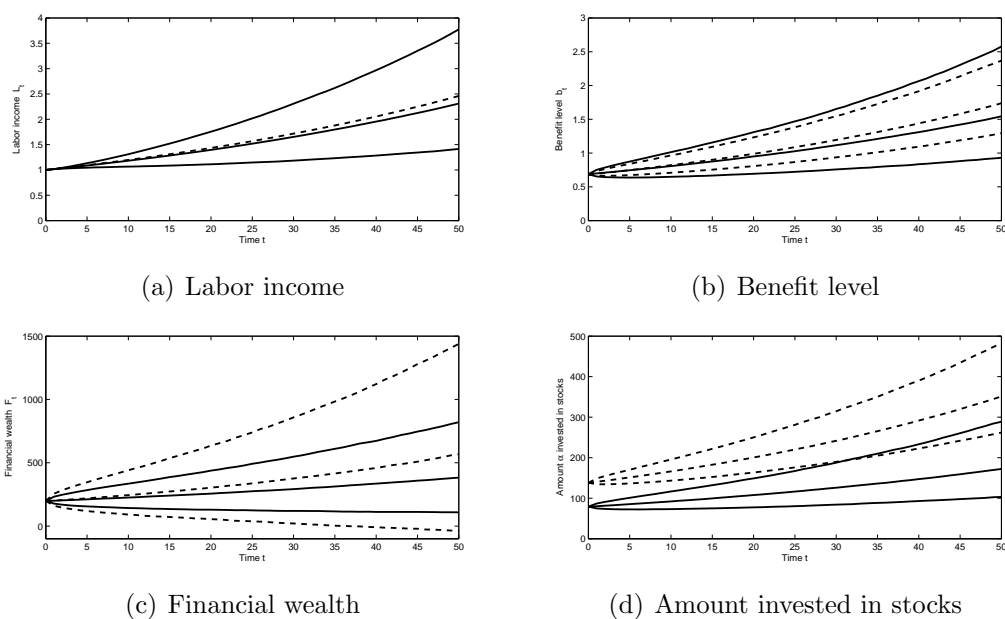 4
3.5
3
2.5
2
1.5
1
0.5
0
Labor income L_t
0 5 10 15 20 25 30 35 40 45 50
Time t
(a) Labor income
3
2.5
2
1.5
1
0.5
0
Benefit level b_t
0 5 10 15 20 25 30 35 40 45 50
Time t
(b) Benefit level
1500
1000
500
0
Financial wealth F_t
0 5 10 15 20 25 30 35 40 45 50
Time t
(c) Financial wealth
500
400
300
200
100
0
Amount α invested in stocks
0 5 10 15 20 25 30 35 40 45 50
Time t
(d) Amount invested in stocks